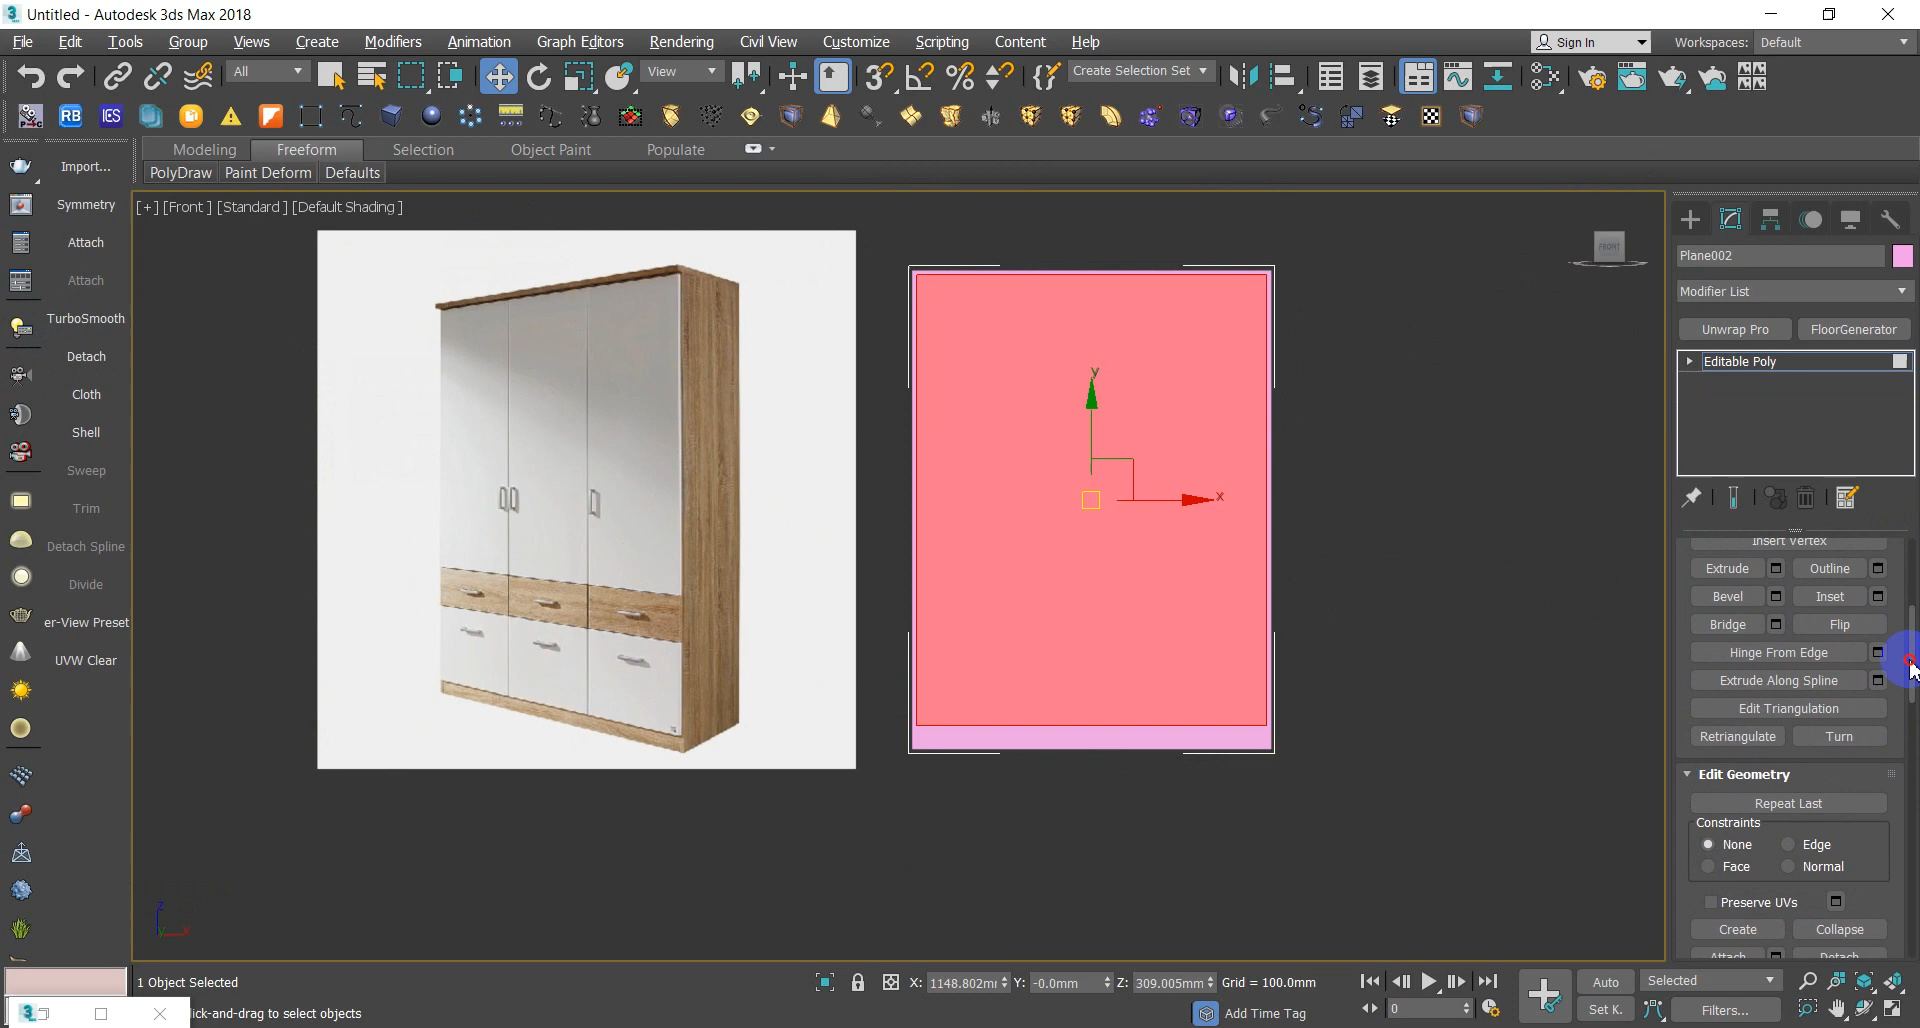 Untitled - Autodesk 3ds Max 2018
File Edit Tools Group Views Create Modifiers Animation Graph Editors Rendering Civil View Customize Scripting Content Help
Sign In Workspaces: Default
All View Create Selection Set
RB IES
Modeling Freeform Selection Object Paint Populate
PolyDraw Paint Deform Defaults
Import...
Symmetry
Attach
Attach
TurboSmooth
Detach
Cloth
Shell
Sweep
Trim
Detach Spline
Divide
er-View Preset
UVW Clear
[+] [Front ] [Standard ] [Default Shading ]
FRONT
y
x
z
y x
Plane002
Modifier List
Unwrap Pro FloorGenerator
Editable Poly
Insert Vertex
Extrude Outline
Bevel Inset
Bridge Flip
Hinge From Edge
Extrude Along Spline
Edit Triangulation
Retriangulate Turn
Edit Geometry
Repeat Last
Constraints
None Edge
Face Normal
Preserve UVs
Create Collapse
Attach Detach
1 Object Selected
X: 1148.802mm Y: -0.0mm Z: 309.005mm Grid = 100.0mm
Auto Selected
lick-and-drag to select objects
Add Time Tag
0
Set K. Filters...